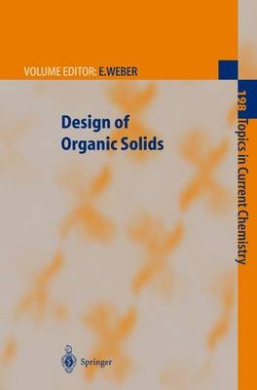 VOLUME EDITOR: E.WEBER
Design of
Organic Solids
198 Topics in Current Chemistry
Springer